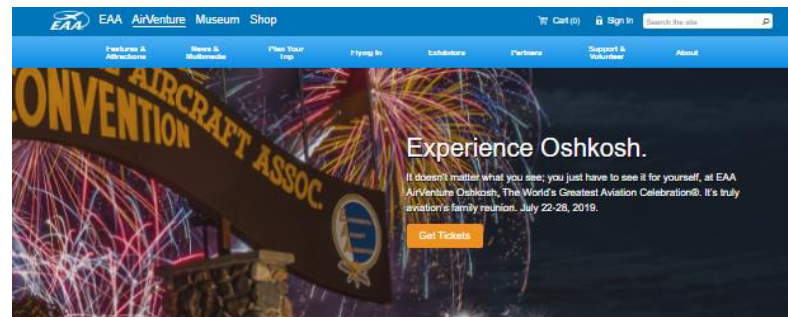 EAA
EAA AirVenture Museum Shop
Cart (0) Sign In Search the site
Features & Attractions
News & Multimedia
Plan Your Trip
Flying In
Exhibitors
Partners
Support & Volunteer
About
AIRCRAFT ASSOC.
CONVENTION
Experience Oshkosh.
It doesn't matter what you see; you just have to see it for yourself, at EAA
AirVenture Oshkosh, The World's Greatest Aviation Celebration®. It's truly
aviation's family reunion. July 22-28, 2019.
Get Tickets